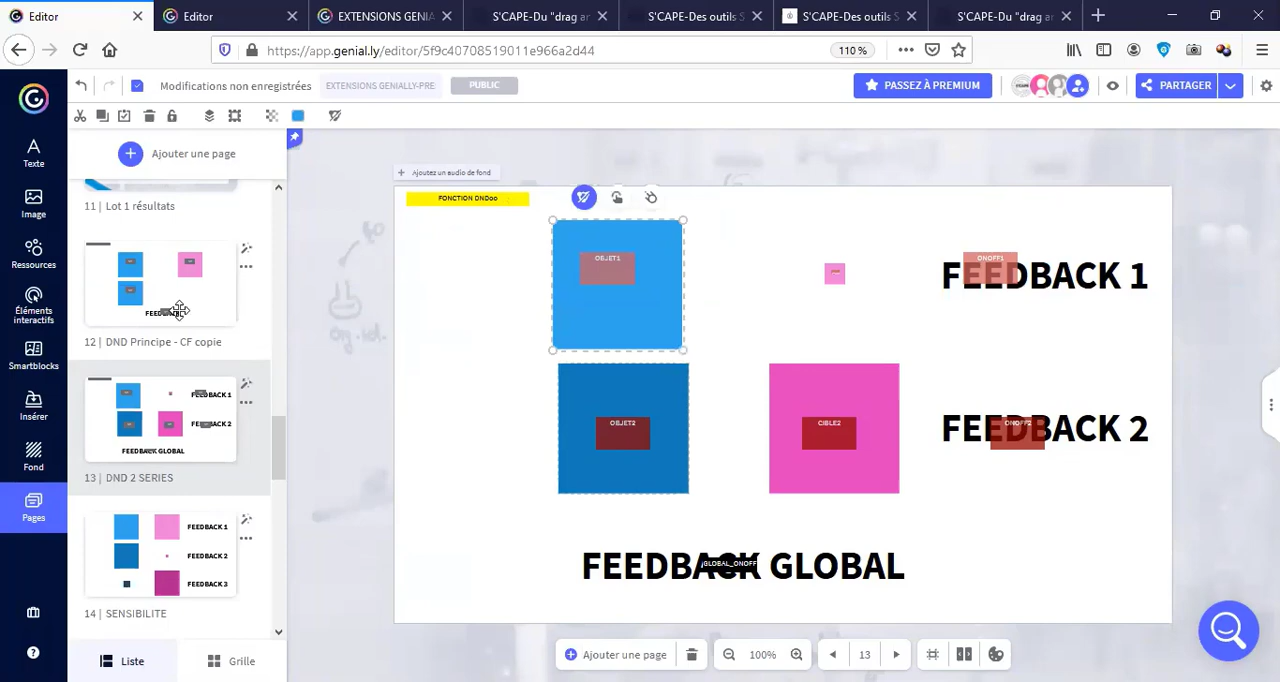 Editor
Editor
EXTENSIONS GENIA
S'CAPE-Du "drag ar
S'CAPE-Des outils S
S'CAPE-Des outils S
S'CAPE-Du "drag ar
https://app.genial.ly/editor/5f9c40708519011e966a2d44
110 %
Modifications non enregistrées
EXTENSIONS GENIALLY-PRE
PUBLIC
PASSEZ À PREMIUM
PARTAGER
Texte
Image
Ressources
Éléments interactifs
Smartblocks
Insérer
Fond
Pages
Ajouter une page
11 | Lot 1 résultats
12 | DND Principe - CF copie
FEEDBACK 1
FEEDBACK 2
FEEDBACK GLOBAL
13 | DND 2 SERIES
FEEDBACK 1
FEEDBACK 2
FEEDBACK 3
14 | SENSIBILITE
Liste
Grille
Ajoutez un audio de fond
FONCTION DND00
OBJET1
ONOFF1
FEEDBACK 1
OBJET2
CIBLE2
ONOFF2
FEEDBACK 2
GLOBAL_ONOFF
FEEDBACK GLOBAL
Ajouter une page
100%
13